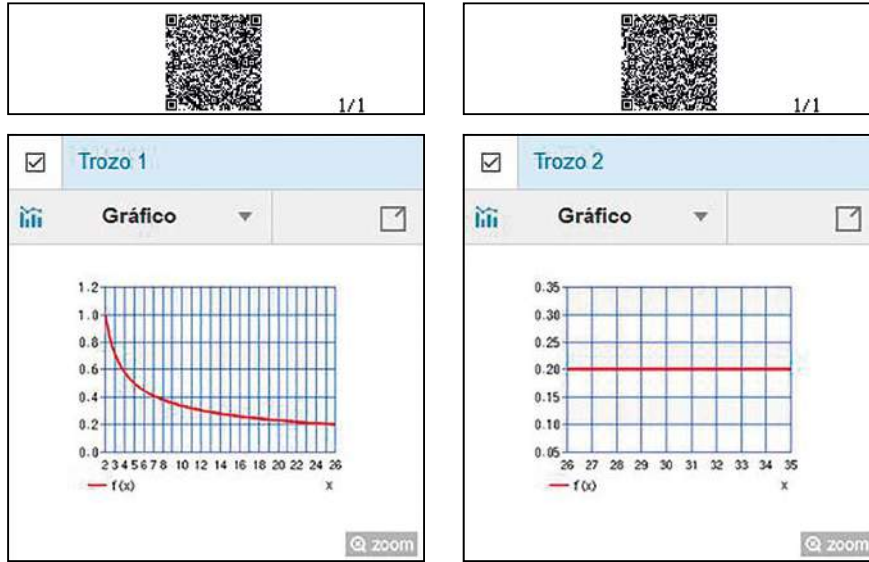 1/1
Trozo 1
Gráfico
1.2
1.0
0.8
0.6
0.4
0.2
0.0
2 3 4 5 6 7 8 10 12 14 16 18 20 22 24 26
f(x) x
zoom
1/1
Trozo 2
Gráfico
0.35
0.30
0.25
0.20
0.15
0.10
0.05
26 27 28 29 30 31 32 33 34 35
f(x) x
zoom